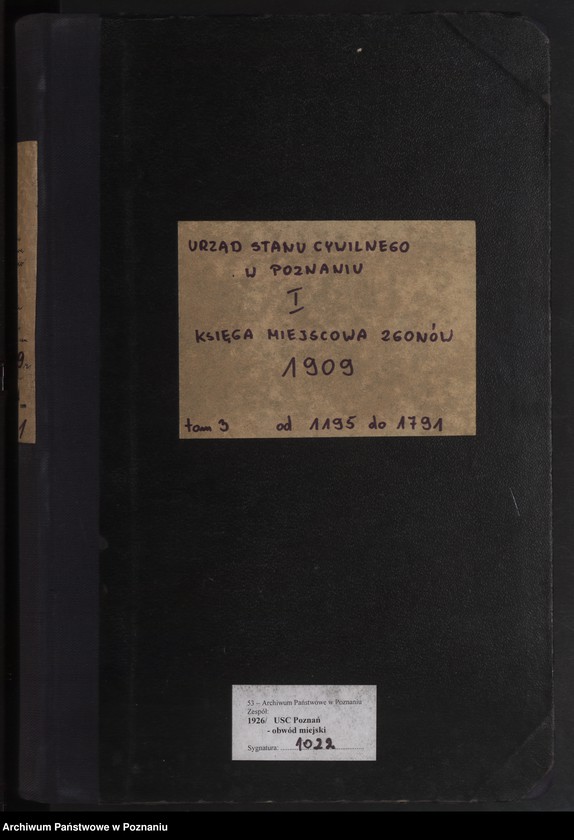 URZĄD STANU CYWILNEGO
W POZNANIU
I
KSIĘGA MIEJSCOWA ZGONÓW
1909
tom 3 od 1195 do 1791
53 – Archiwum Państwowe w Poznaniu
Zespół:
1926/ USC Poznań
- obwód miejski
Sygnatura: 1022
Archiwum Państwowe w Poznaniu